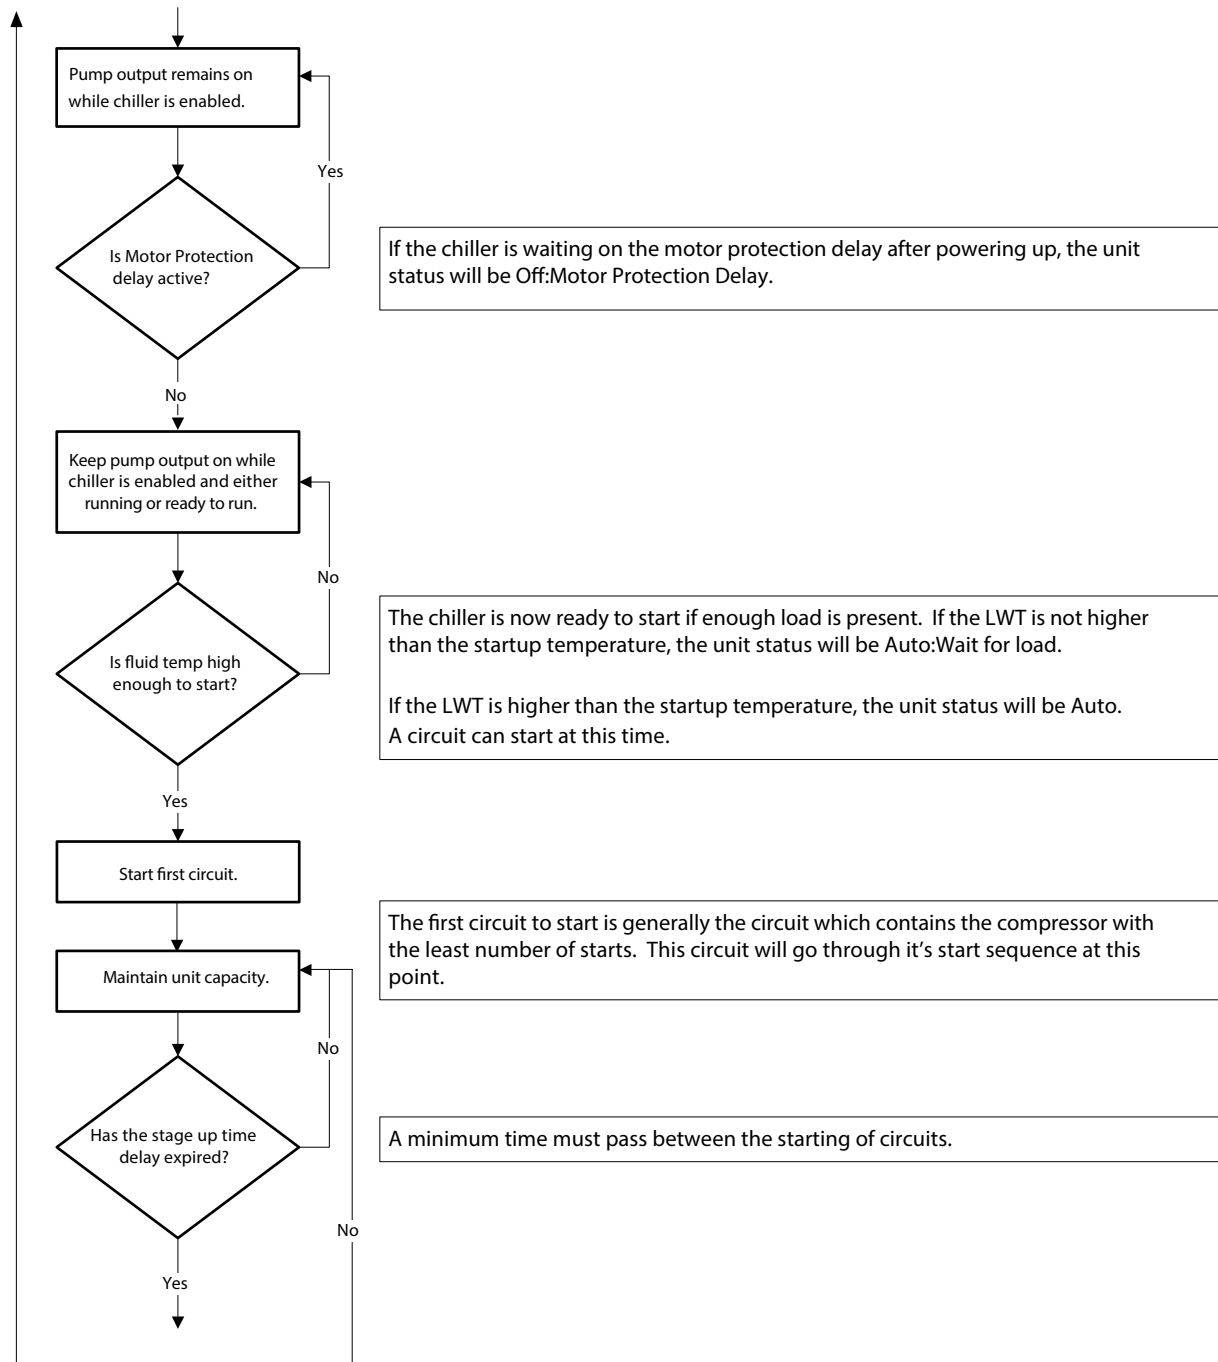 Pump output remains on
while chiller is enabled.
Yes
Is Motor Protection
delay active?
If the chiller is waiting on the motor protection delay after powering up, the unit
status will be Off:Motor Protection Delay.
No
Keep pump output on while
chiller is enabled and either
running or ready to run.
No
Is fluid temp high
enough to start?
The chiller is now ready to start if enough load is present.  If the LWT is not higher
than the startup temperature, the unit status will be Auto:Wait for load.
If the LWT is higher than the startup temperature, the unit status will be Auto.
A circuit can start at this time.
Yes
Start first circuit.
The first circuit to start is generally the circuit which contains the compressor with
the least number of starts.  This circuit will go through it's start sequence at this
point.
Maintain unit capacity.
No
Has the stage up time
delay expired?
A minimum time must pass between the starting of circuits.
No
Yes